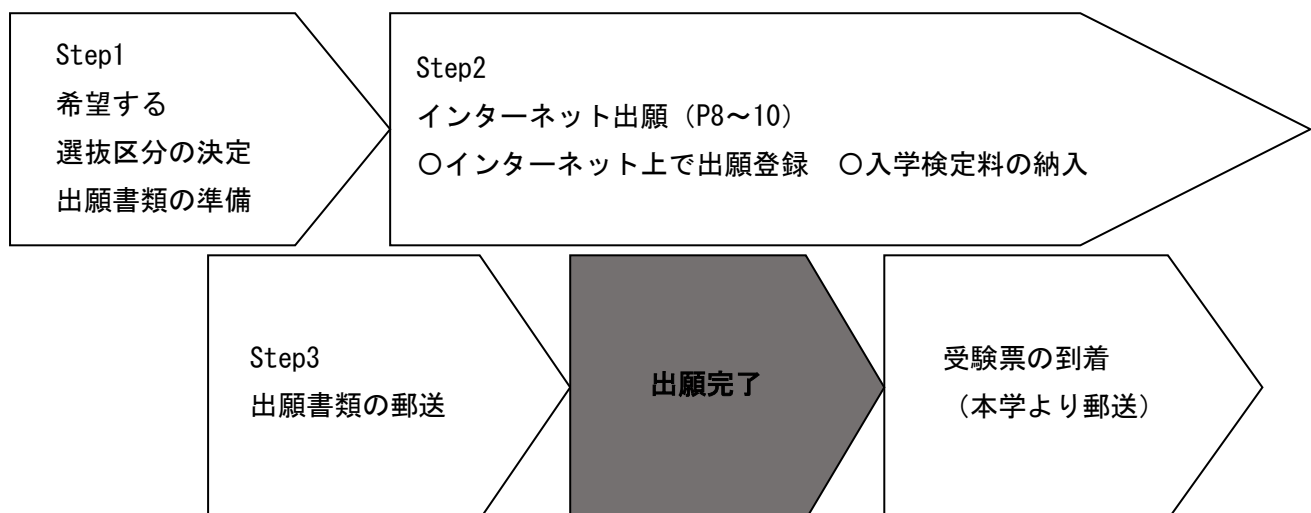 Step1
希望する
選抜区分の決定
出願書類の準備
Step2
インターネット出願（P8～10）
○インターネット上で出願登録　○入学検定料の納入
Step3
出願書類の郵送
出願完了
受験票の到着
（本学より郵送）